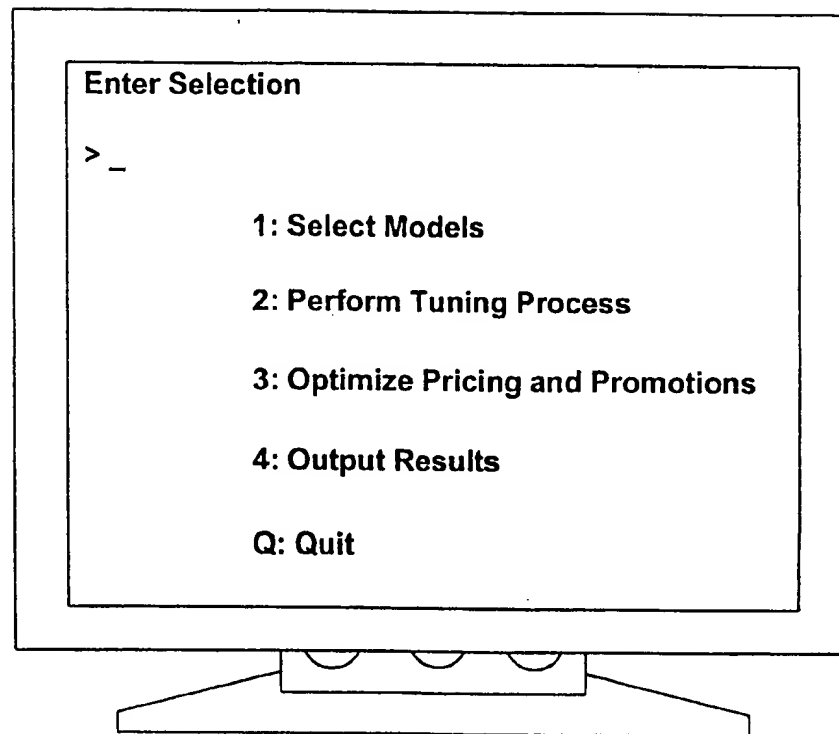 Enter Selection
> _
1: Select Models
2: Perform Tuning Process
3: Optimize Pricing and Promotions
4: Output Results
Q: Quit